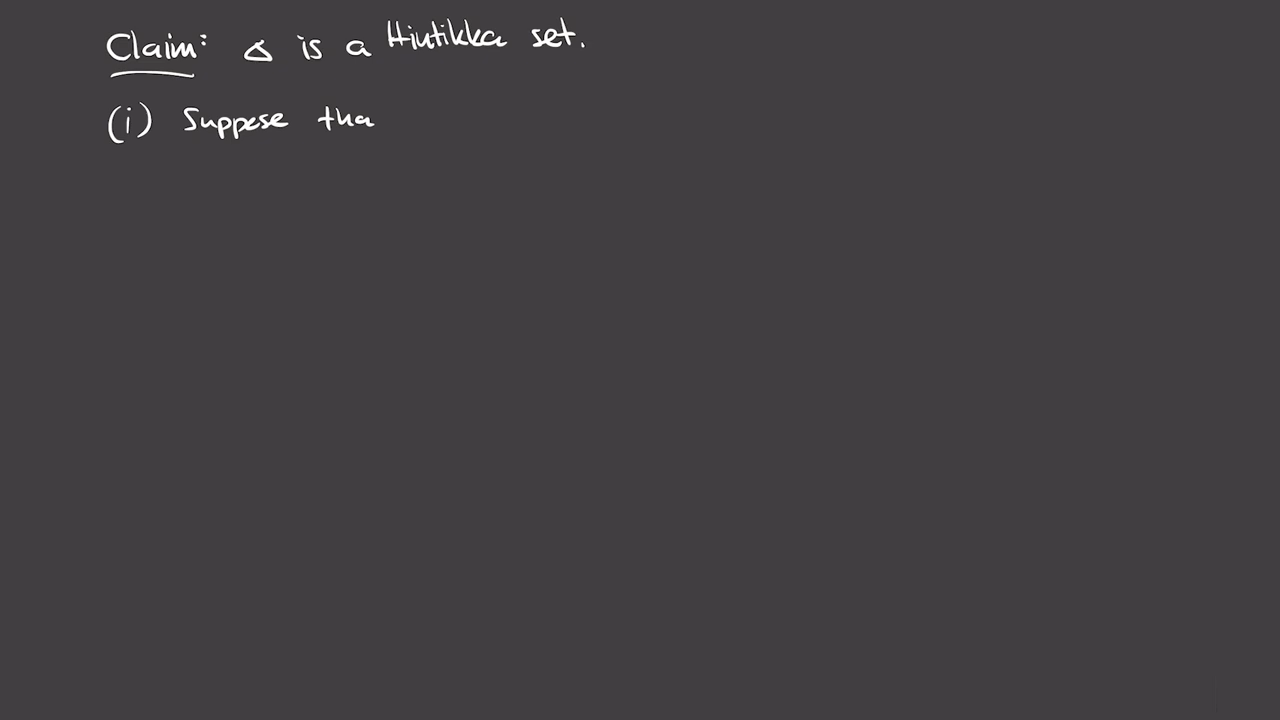 Claim: Δ is a Hintikka set.
(i) Suppose tha